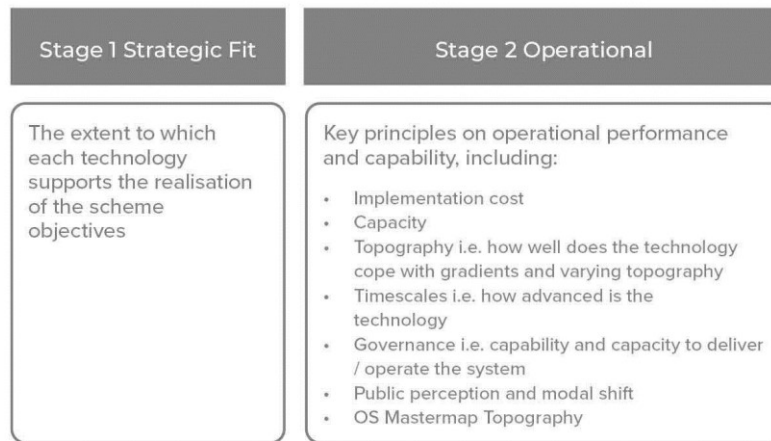 Stage 1 Strategic Fit
Stage 2 Operational
The extent to which
each technology
supports the realisation
of the scheme
objectives
Key principles on operational performance
and capability, including:
• Implementation cost
• Capacity
• Topography i.e. how well does the technology
cope with gradients and varying topography
• Timescales i.e. how advanced is the
technology
• Governance i.e. capability and capacity to deliver
/ operate the system
• Public perception and modal shift
• OS Mastermap Topography